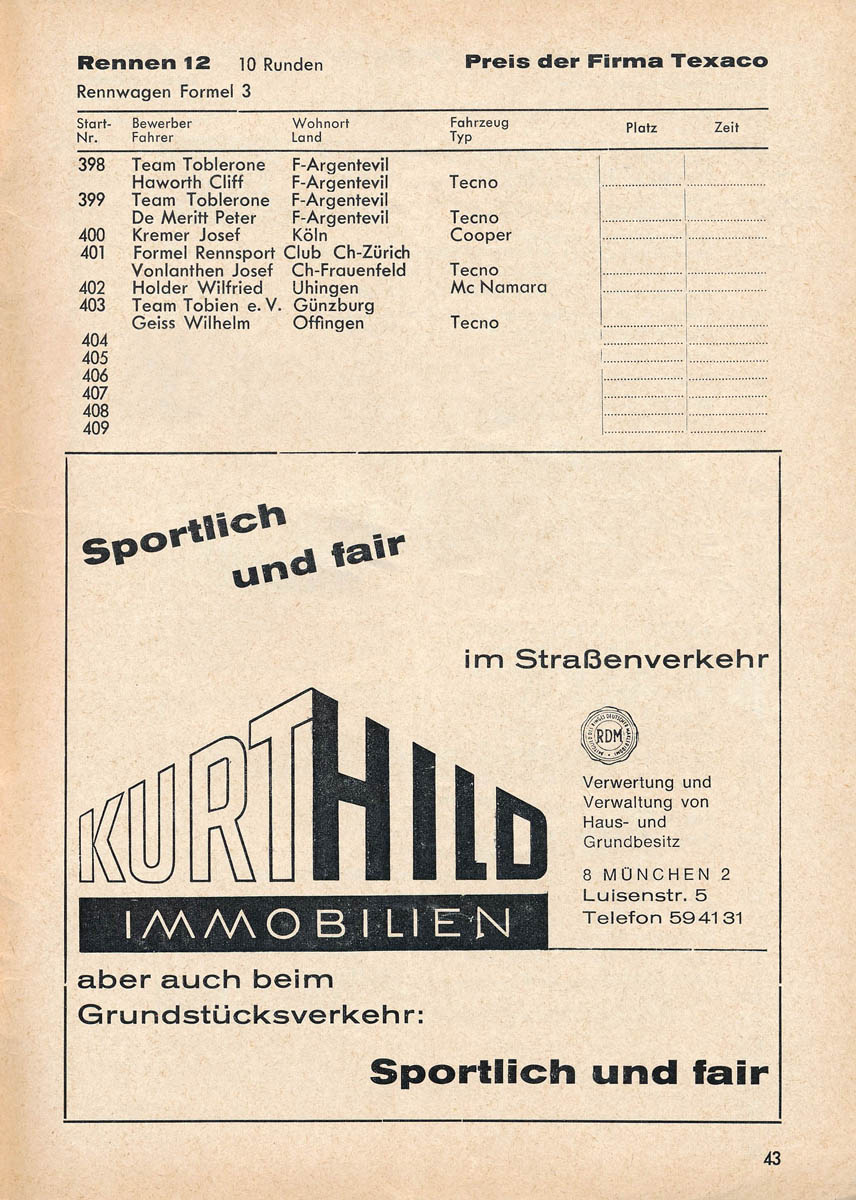 Rennen 12 10 Runden Preis der Firma Texaco
Rennwagen Formel 3
Start- Bewerber Wohnort Fahrzeug Platz Zeit
Nr. Fahrer Land Typ
398 Team Toblerone F-Argentevil
Haworth Cliff F-Argentevil Tecno
399 Team Toblerone F-Argentevil
De Meritt Peter F-Argentevil Tecno
400 Kremer Josef Köln Cooper
401 Formel Rennsport Club Ch-Zürich
Vonlanthen Josef Ch-Frauenfeld Tecno
402 Holder Wilfried Uhingen Mc Namara
403 Team Tobien e. V. Günzburg
Geiss Wilhelm Offingen Tecno
404
405
406
407
408
409
Sportlich
und fair
im Straßenverkehr
KURT HILD
IMMOBILIEN
RDM
Verwertung und
Verwaltung von
Haus- und
Grundbesitz
8 MÜNCHEN 2
Luisenstr. 5
Telefon 59 41 31
aber auch beim
Grundstücksverkehr:
Sportlich und fair
43